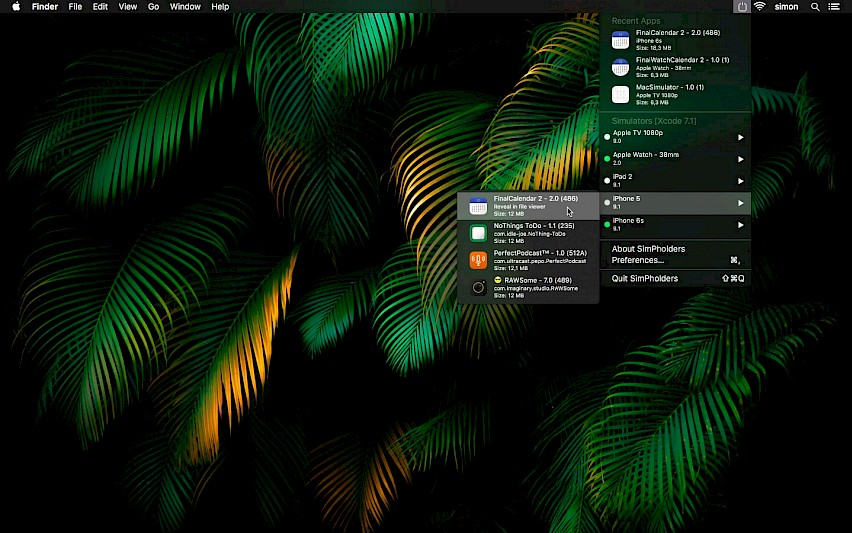 Finder File Edit View Go Window Help simon
Recent Apps
FinalCalendar 2 - 2.0 (486)
iPhone 6s
Size: 18,3 MB
FinalWatchCalendar 2 - 1.0 (1)
Apple Watch - 38mm
Size: 6,3 MB
MacSimulator - 1.0 (1)
Apple TV 1080p
Size: 6,3 MB
Simulators [Xcode 7.1]
Apple TV 1080p
9.0
Apple Watch - 38mm
2.0
iPad 2
9.1
iPhone 5
9.1
iPhone 6s
9.1
About SimPholders
Preferences... ⌘,
Quit SimPholders ⇧⌘Q
FinalCalendar 2 - 2.0 (486)
Reveal in file viewer
Size: 12 MB
NoThings ToDo - 1.1 (235)
com.idle-joe.NoThing-ToDo
Size: 12 MB
PerfectPodcast™ - 1.0 (512A)
com.ultracast.pepo.PerfectPodcast
Size: 12,1 MB
😎 RAWSome - 7.0 (489)
com.imaginary.studio.RAWSome
Size: 12 MB